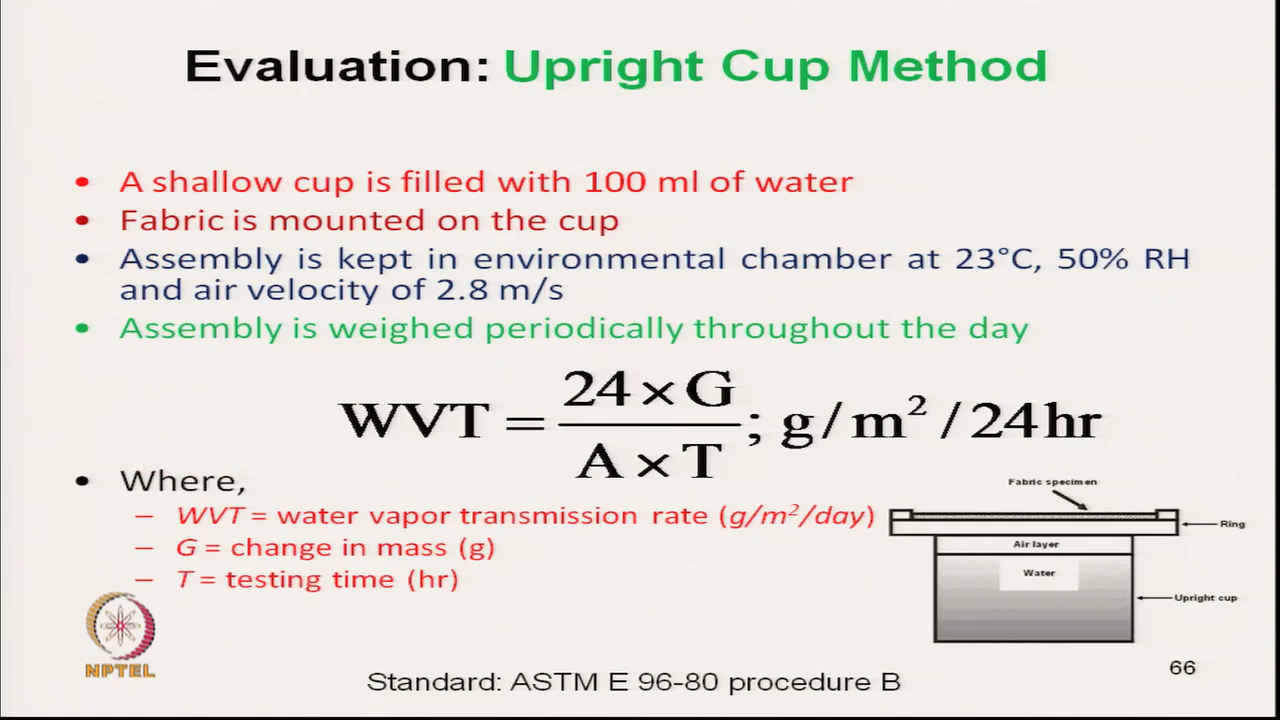 Evaluation: Upright Cup Method
• A shallow cup is filled with 100 ml of water
• Fabric is mounted on the cup
• Assembly is kept in environmental chamber at 23°C, 50% RH
and air velocity of 2.8 m/s
• Assembly is weighed periodically throughout the day
WVT = (24 × G) / (A × T) ; g/m²/24hr
• Where,
– WVT = water vapor transmission rate (g/m²/day)
– G = change in mass (g)
– T = testing time (hr)
Fabric specimen
Ring
Air layer
Water
Upright cup
NPTEL
Standard: ASTM E 96-80 procedure B
66